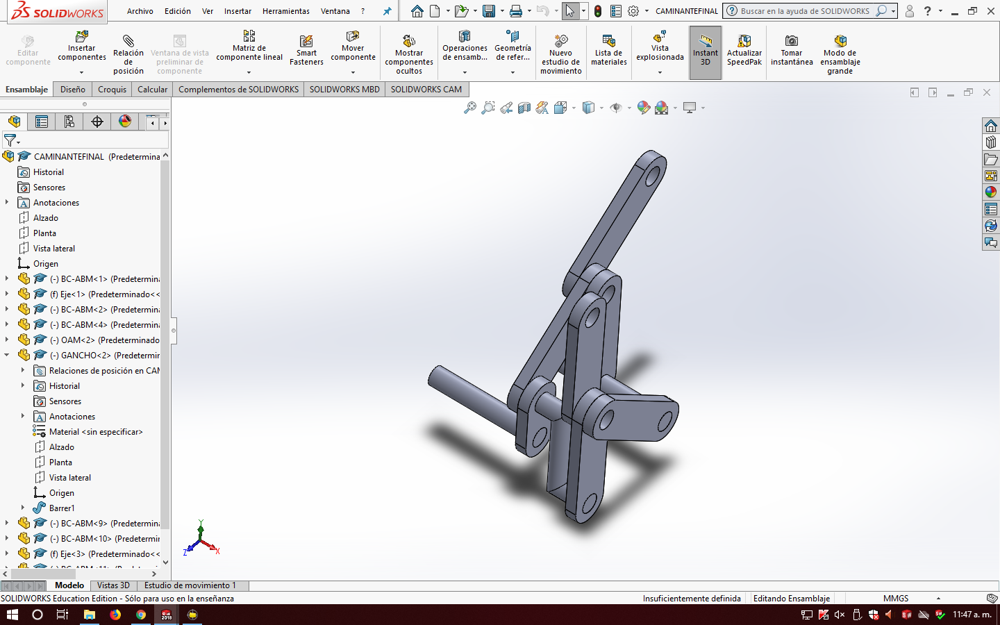 SOLIDWORKS
Archivo Edición Ver Insertar Herramientas Ventana ?
CAMINANTEFINAL
Buscar en la ayuda de SOLIDWORKS
?
Editar componente
Insertar componentes
Relación de posición
Ventana de vista preliminar de componente
Matriz de componente lineal
Smart Fasteners
Mover componente
Mostrar componentes ocultos
Operaciones de ensamb...
Geometría de refer...
Nuevo estudio de movimiento
Lista de materiales
Vista explosionada
Instant 3D
Actualizar SpeedPak
Tomar instantánea
Modo de ensamblaje grande
Ensamblaje Diseño Croquis Calcular Complementos de SOLIDWORKS SOLIDWORKS MBD SOLIDWORKS CAM
CAMINANTEFINAL (Predetermina
Historial
Sensores
Anotaciones
Alzado
Planta
Vista lateral
Origen
(-) BC-ABM<1> (Predetermina
(f) Eje<1> (Predeterminado<<
(-) BC-ABM<2> (Predetermina
(-) BC-ABM<4> (Predetermina
(-) OAM<2> (Predeterminado
(-) GANCHO<2> (Predetermin
Relaciones de posición en CAM
Historial
Sensores
Anotaciones
Material <sin especificar>
Alzado
Planta
Vista lateral
Origen
Barrer1
(-) BC-ABM<9> (Predetermina
(-) BC-ABM<10> (Predetermin
(f) Eje<3> (Predeterminado<<
Y
Z
X
Modelo Vistas 3D Estudio de movimiento 1
SOLIDWORKS Education Edition - Sólo para uso en la enseñanza
Insuficientemente definida Editando Ensamblaje MMGS
SW 2018
11:47 a. m.